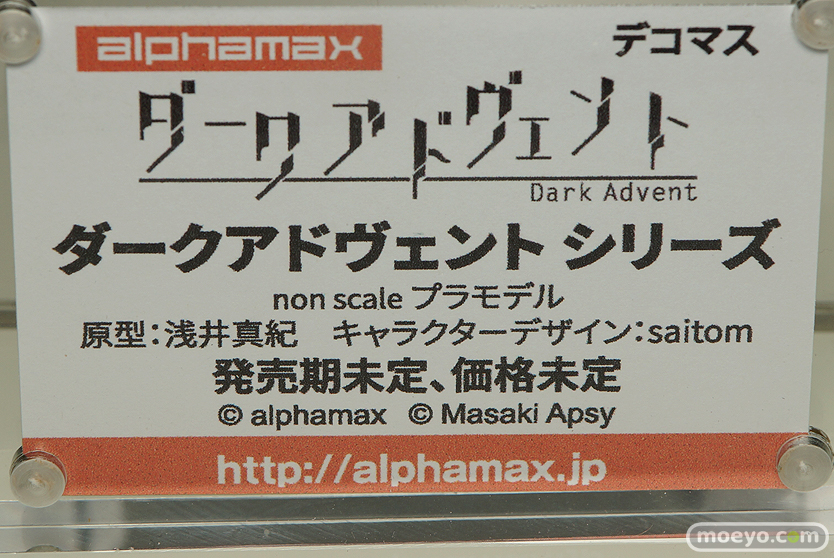 alphamax デコマス
ダークアドヴェント
Dark Advent
ダークアドヴェント シリーズ
non scale プラモデル
原型：浅井真紀　キャラクターデザイン：saitom
発売期未定、価格未定
© alphamax © Masaki Apsy
http://alphamax.jp
moeyo.com